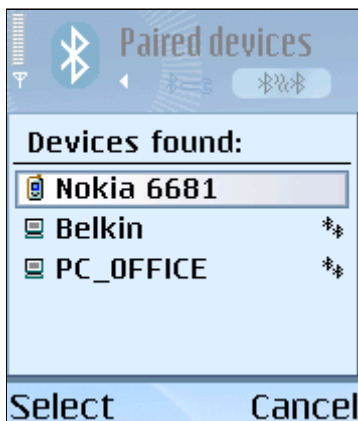 Paired devices
Devices found:
Nokia 6681
Belkin
PC_OFFICE
Select Cancel